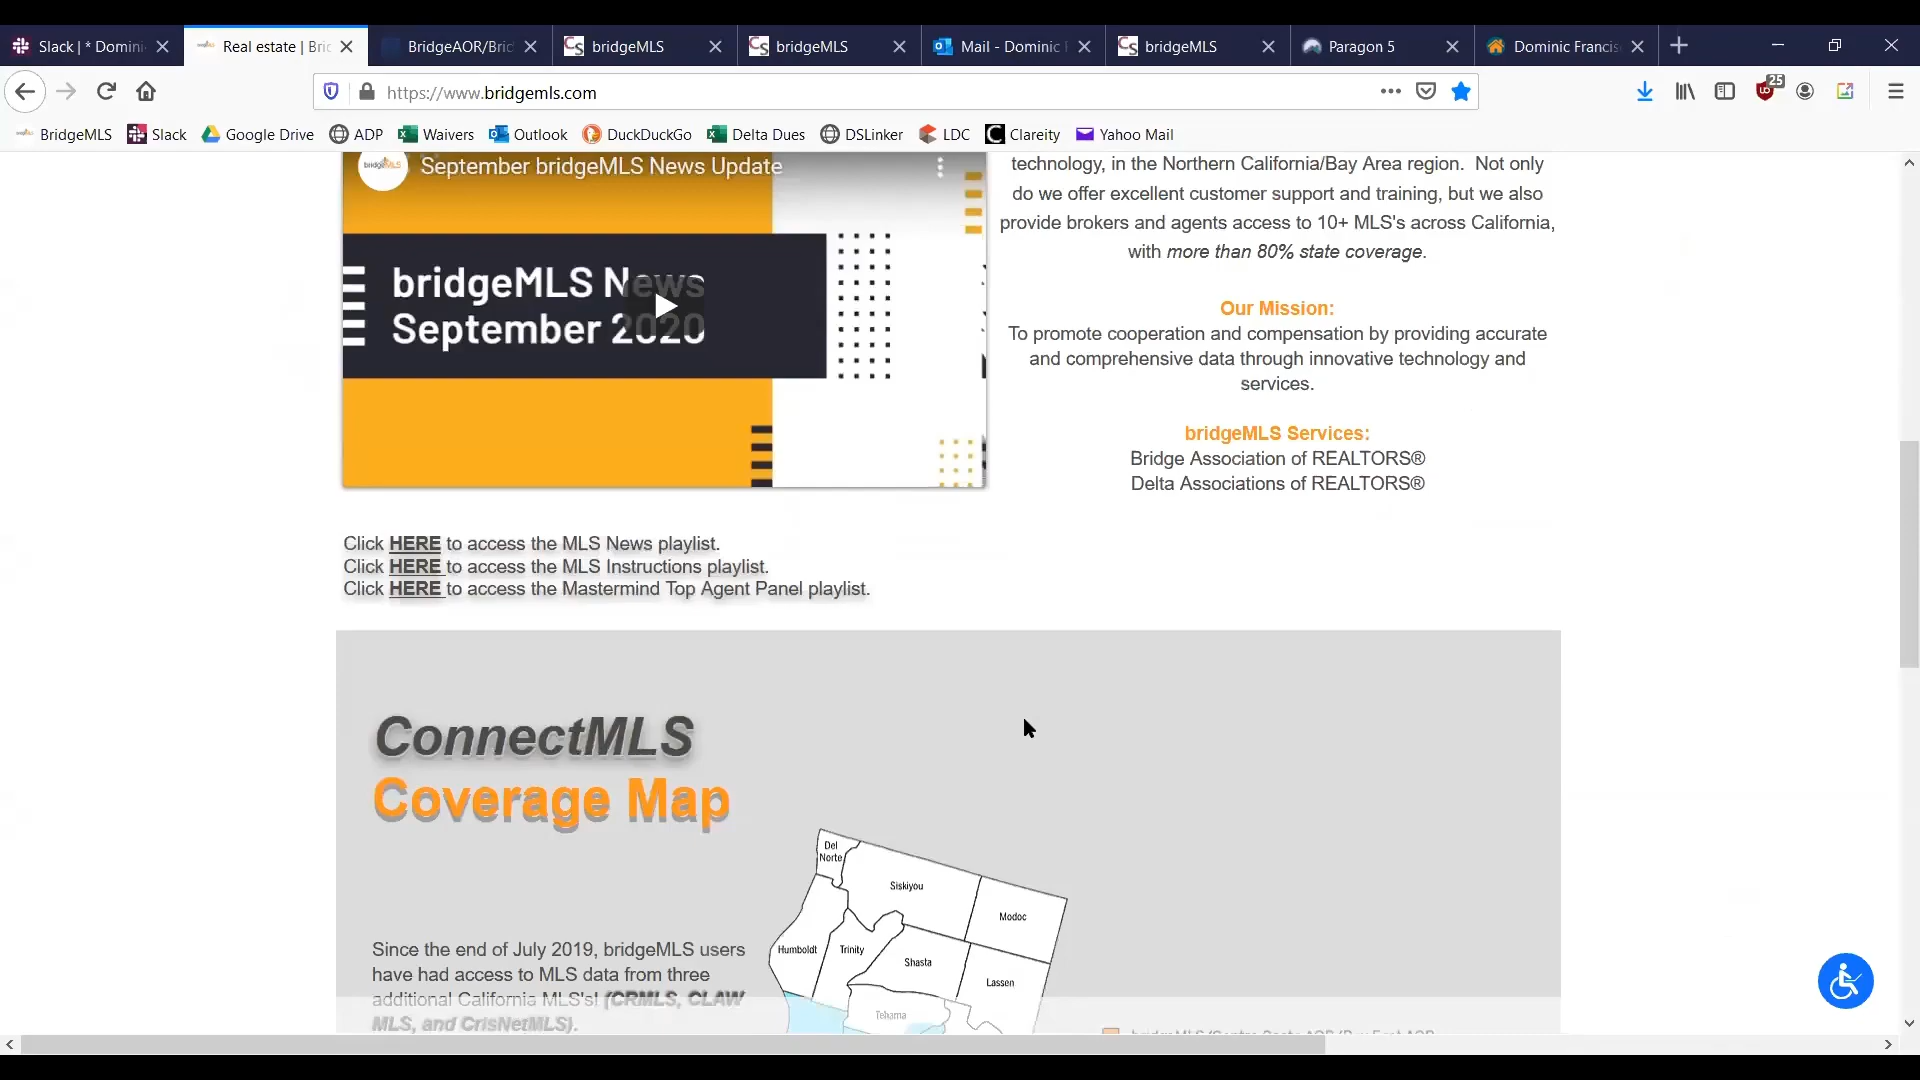 Slack | * Domini
Real estate | Bri
BridgeAOR/Bri
bridgeMLS
bridgeMLS
Mail - Dominic
bridgeMLS
Paragon 5
Dominic Francis
https://www.bridgemls.com
25
BridgeMLS
Slack
Google Drive
ADP
Waivers
Outlook
DuckDuckGo
Delta Dues
DSLinker
LDC
Clareity
Yahoo Mail
bridgeMLS
September bridgeMLS News Update
bridgeMLS News
September 2020
technology, in the Northern California/Bay Area region. Not only
do we offer excellent customer support and training, but we also
provide brokers and agents access to 10+ MLS's across California,
with more than 80% state coverage.
Our Mission:
To promote cooperation and compensation by providing accurate
and comprehensive data through innovative technology and
services.
bridgeMLS Services:
Bridge Association of REALTORS®
Delta Associations of REALTORS®
Click HERE to access the MLS News playlist.
Click HERE to access the MLS Instructions playlist.
Click HERE to access the Mastermind Top Agent Panel playlist.
ConnectMLS
Coverage Map
Since the end of July 2019, bridgeMLS users
have had access to MLS data from three
additional California MLS's! (CRMLS, CLAW
MLS, and CrisNetMLS).
Del
Norte
Siskiyou
Modoc
Humboldt
Trinity
Shasta
Lassen
Tehama